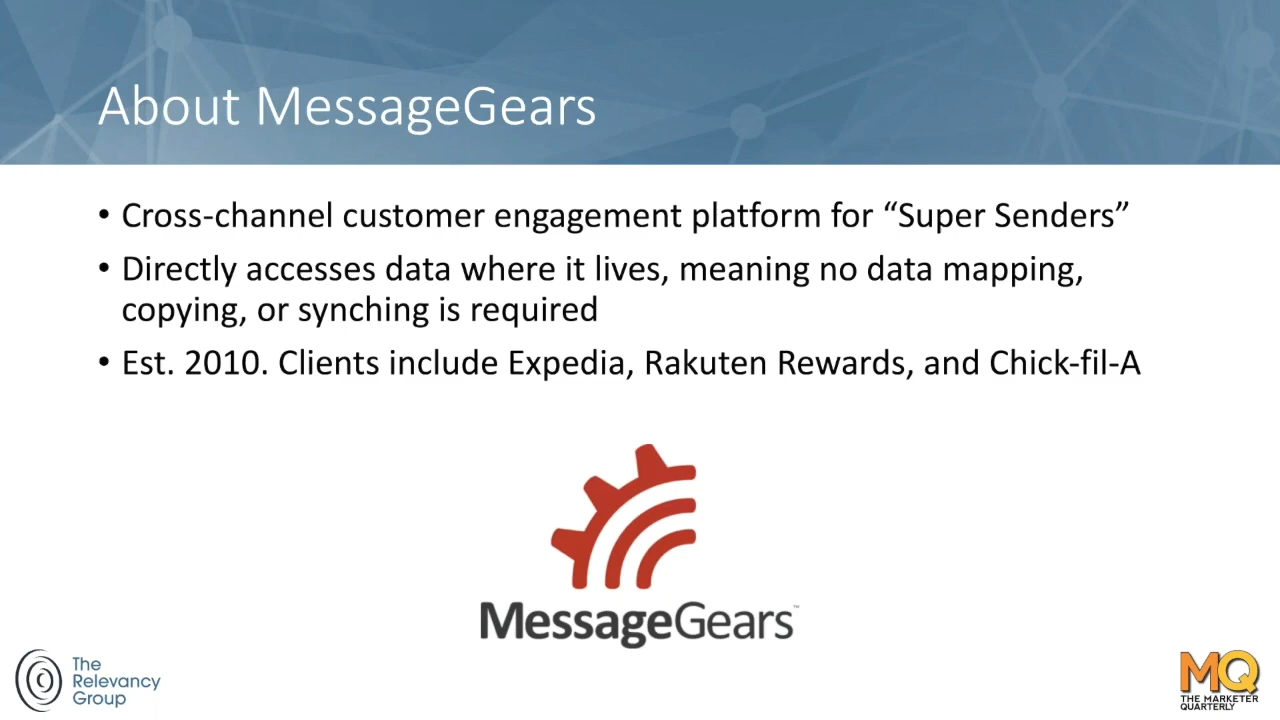 About MessageGears
• Cross-channel customer engagement platform for “Super Senders”
• Directly accesses data where it lives, meaning no data mapping,
copying, or synching is required
• Est. 2010. Clients include Expedia, Rakuten Rewards, and Chick-fil-A
MessageGears™
The
Relevancy
Group
MQ
THE MARKETER
QUARTERLY